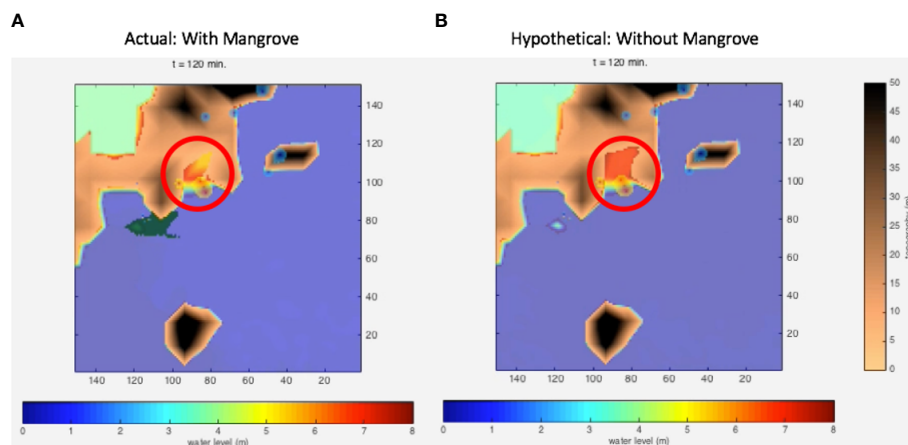 A
B
Actual: With Mangrove
Hypothetical: Without Mangrove
t = 120 min.
t = 120 min.
140
120
100
80
60
40
20
140
120
100
80
60
40
20
50
45
40
35
30
25
20
15
10
5
0
topography (m)
140 120 100 80 60 40 20
140 120 100 80 60 40 20
0 1 2 3 4 5 6 7 8
water level (m)
0 1 2 3 4 5 6 7 8
water level (m)